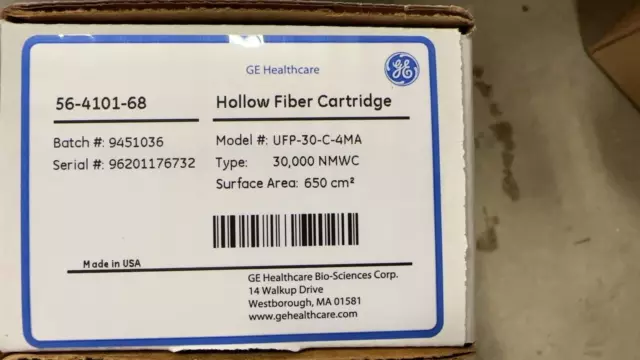 GE Healthcare
GE
56-4101-68
Hollow Fiber Cartridge
Batch #: 9451036
Serial #: 96201176732
Model #: UFP-30-C-4MA
Type: 30,000 NMWC
Surface Area: 650 cm²
Made in USA
GE Healthcare Bio-Sciences Corp.
14 Walkup Drive
Westborough, MA 01581
www.gehealthcare.com